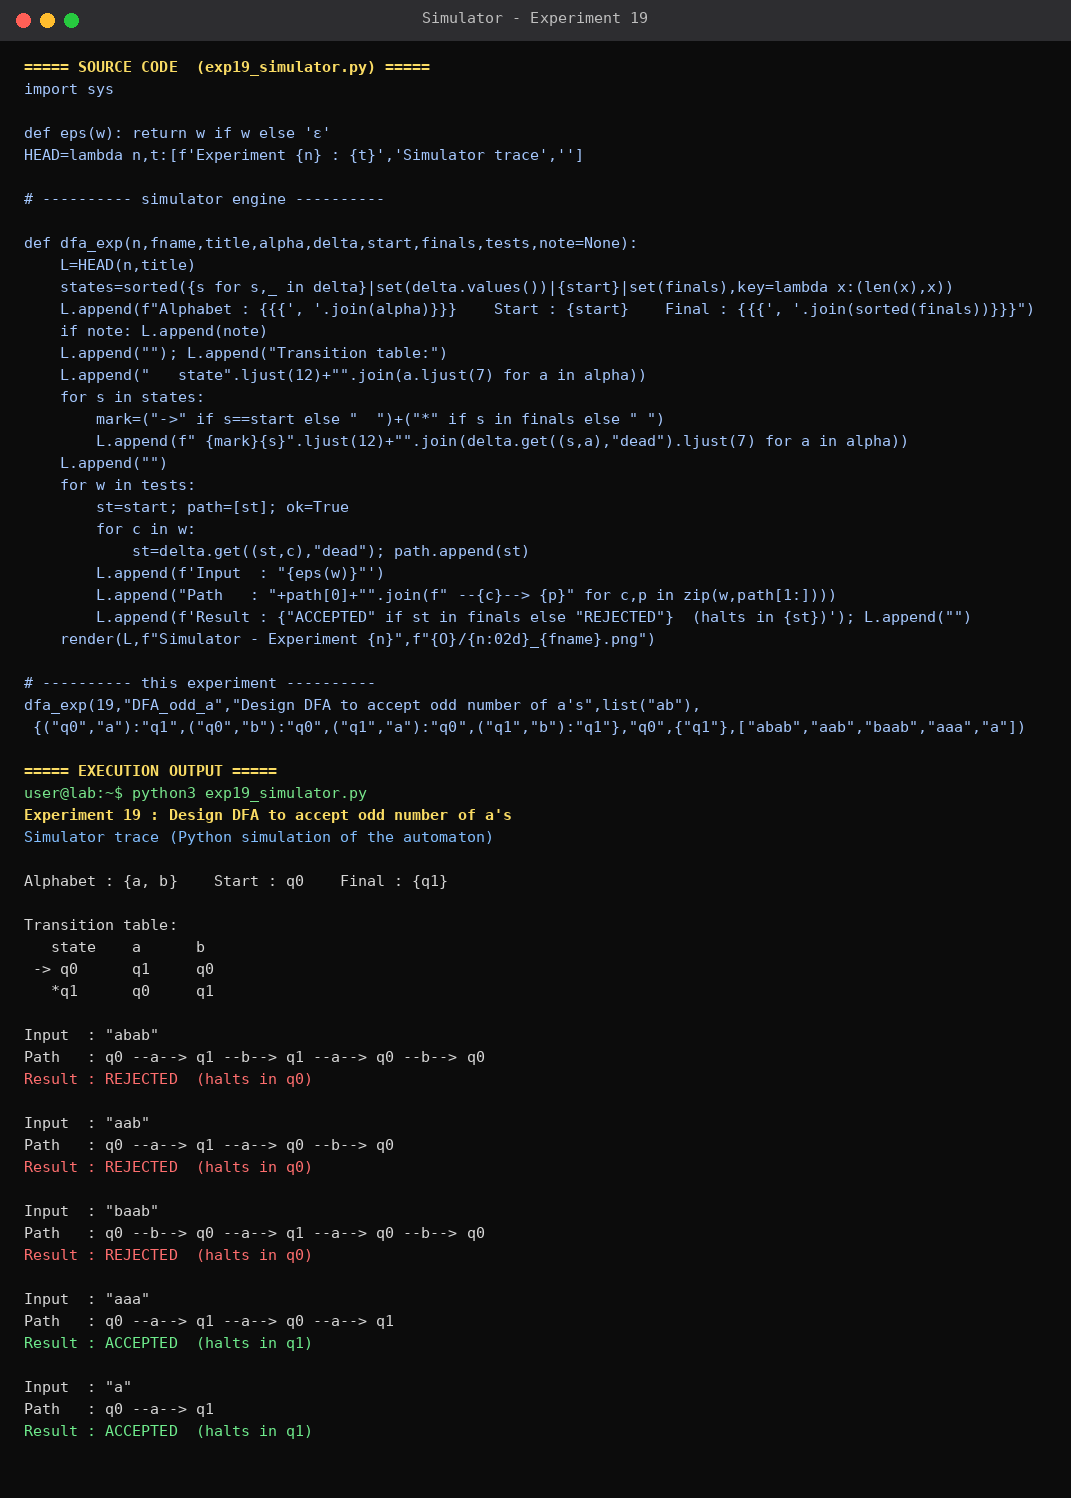 Simulator - Experiment 19
===== SOURCE CODE  (exp19_simulator.py) =====
import sys

def eps(w): return w if w else 'ε'
HEAD=lambda n,t:[f'Experiment {n} : {t}','Simulator trace','']

# ---------- simulator engine ----------

def dfa_exp(n,fname,title,alpha,delta,start,finals,tests,note=None):
    L=HEAD(n,title)
    states=sorted({s for s,_ in delta}|set(delta.values())|{start}|set(finals),key=lambda x:(len(x),x))
    L.append(f"Alphabet : {{{', '.join(alpha)}}}    Start : {start}    Final : {{{', '.join(sorted(finals))}}}")
    if note: L.append(note)
    L.append(""); L.append("Transition table:")
    L.append("   state".ljust(12)+"".join(a.ljust(7) for a in alpha))
    for s in states:
        mark=("->" if s==start else "  ")+("*" if s in finals else " ")
        L.append(f" {mark}{s}".ljust(12)+"".join(delta.get((s,a),"dead").ljust(7) for a in alpha))
    L.append("")
    for w in tests:
        st=start; path=[st]; ok=True
        for c in w:
            st=delta.get((st,c),"dead"); path.append(st)
        L.append(f'Input  : "{eps(w)}"')
        L.append("Path   : "+path[0]+"".join(f" --{c}--> {p}" for c,p in zip(w,path[1:])))
        L.append(f'Result : {"ACCEPTED" if st in finals else "REJECTED"}  (halts in {st})'); L.append("")
    render(L,f"Simulator - Experiment {n}",f"{O}/{n:02d}_{fname}.png")

# ---------- this experiment ----------
dfa_exp(19,"DFA_odd_a","Design DFA to accept odd number of a's",list("ab"),
 {("q0","a"):"q1",("q0","b"):"q0",("q1","a"):"q0",("q1","b"):"q1"},"q0",{"q1"},["abab","aab","baab","aaa","a"])

===== EXECUTION OUTPUT =====
user@lab:~$ python3 exp19_simulator.py
Experiment 19 : Design DFA to accept odd number of a's
Simulator trace (Python simulation of the automaton)

Alphabet : {a, b}    Start : q0    Final : {q1}

Transition table:
   state    a      b
 -> q0      q1     q0
   *q1      q0     q1

Input  : "abab"
Path   : q0 --a--> q1 --b--> q1 --a--> q0 --b--> q0
Result : REJECTED  (halts in q0)

Input  : "aab"
Path   : q0 --a--> q1 --a--> q0 --b--> q0
Result : REJECTED  (halts in q0)

Input  : "baab"
Path   : q0 --b--> q0 --a--> q1 --a--> q0 --b--> q0
Result : REJECTED  (halts in q0)

Input  : "aaa"
Path   : q0 --a--> q1 --a--> q0 --a--> q1
Result : ACCEPTED  (halts in q1)

Input  : "a"
Path   : q0 --a--> q1
Result : ACCEPTED  (halts in q1)